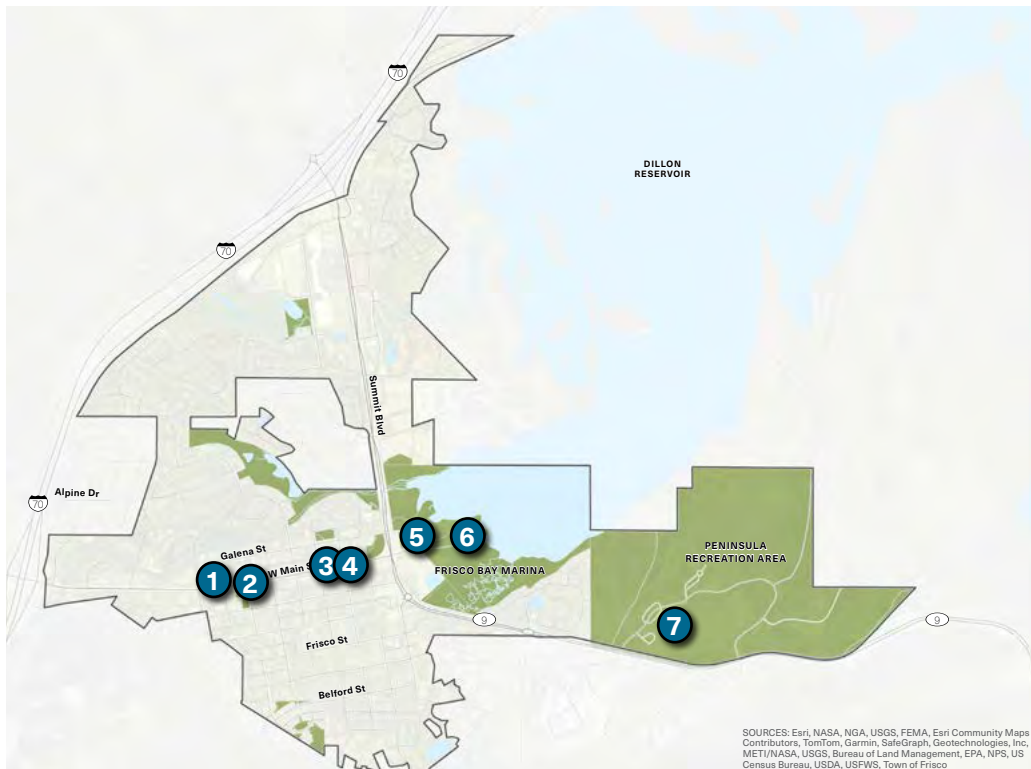 70
DILLON
RESERVOIR
70
Summit Blvd
70
Alpine Dr
5
6
Galena St
PENINSULA
RECREATION AREA
3
4
W Main S
FRISCO BAY MARINA
1
2
9
9
7
Frisco St
Belford St
SOURCES: Esri, NASA, NGA, USGS, FEMA, Esri Community Maps
Contributors, TomTom, Garmin, SafeGraph, Geotechnologies, Inc,
METI/NASA, USGS, Bureau of Land Management, EPA, NPS, US
Census Bureau, USDA, USFWS, Town of Frisco